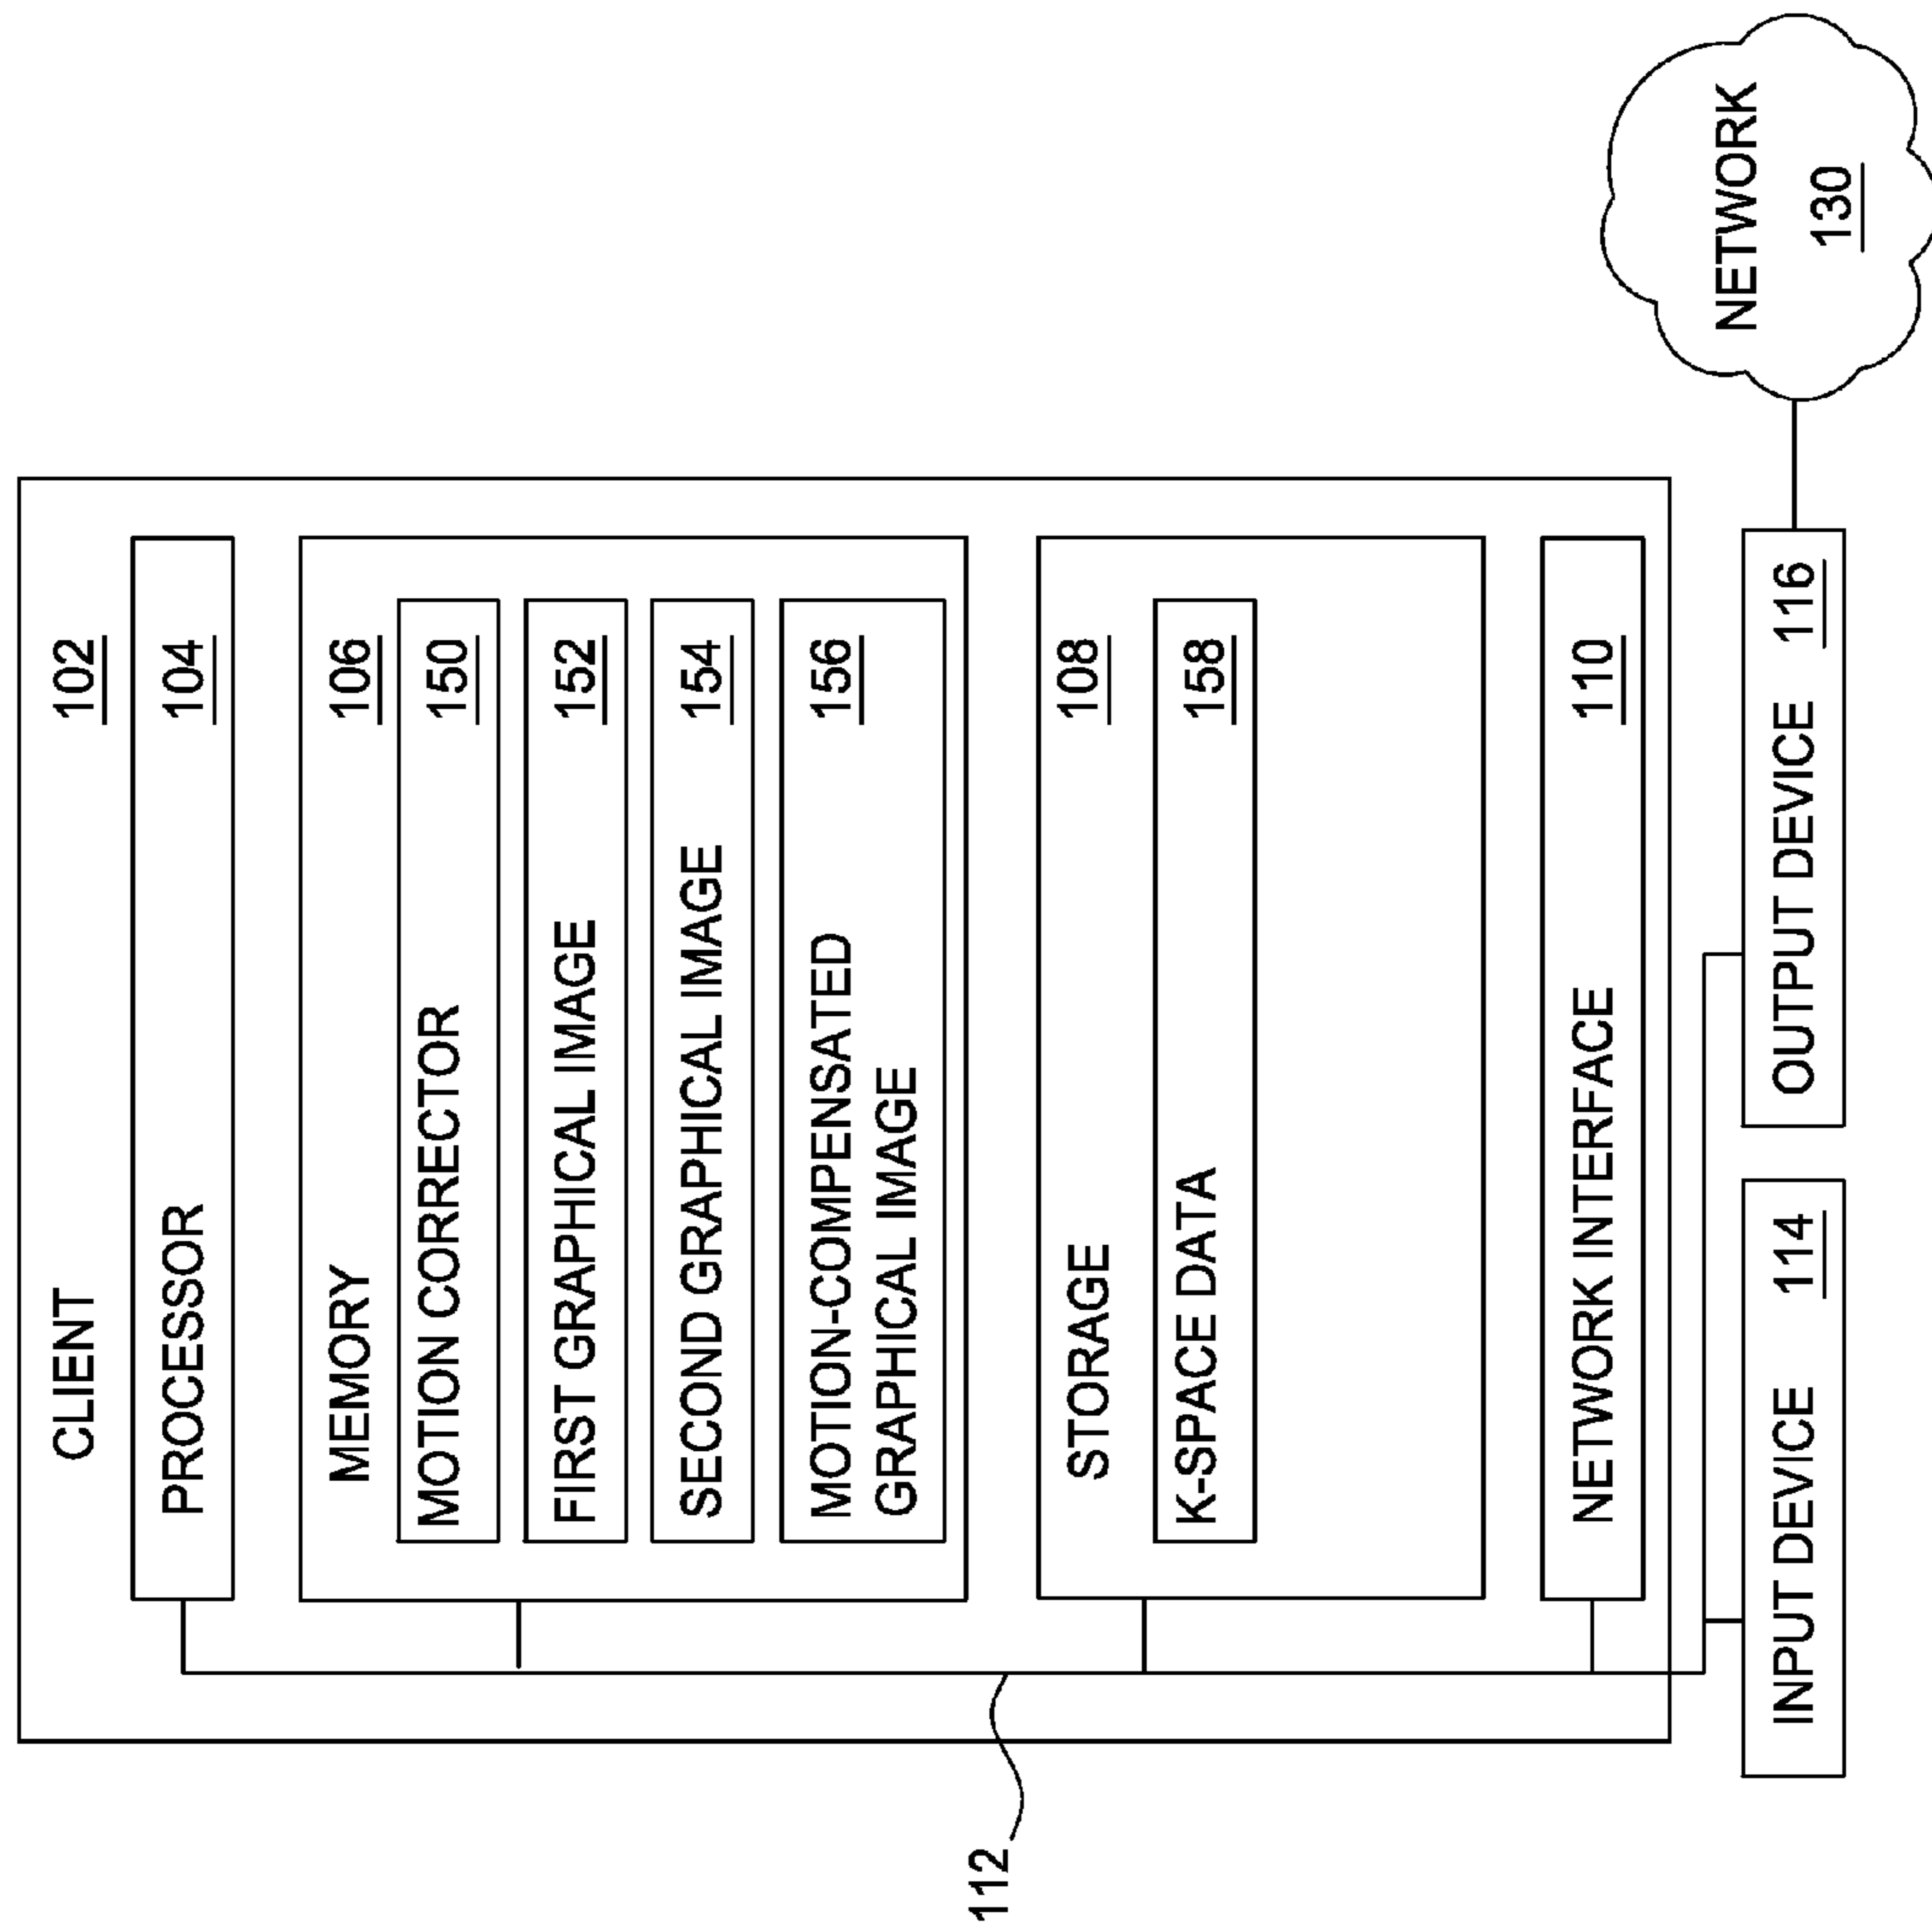 CLIENT 102
PROCESSOR 104
MEMORY 106
MOTION CORRECTOR 150
FIRST GRAPHICAL IMAGE 152
SECOND GRAPHICAL IMAGE 154
MOTION-COMPENSATED 156
GRAPHICAL IMAGE
112
STORAGE 108
K-SPACE DATA 158
NETWORK INTERFACE 110
INPUT DEVICE 114
OUTPUT DEVICE 116
NETWORK
130